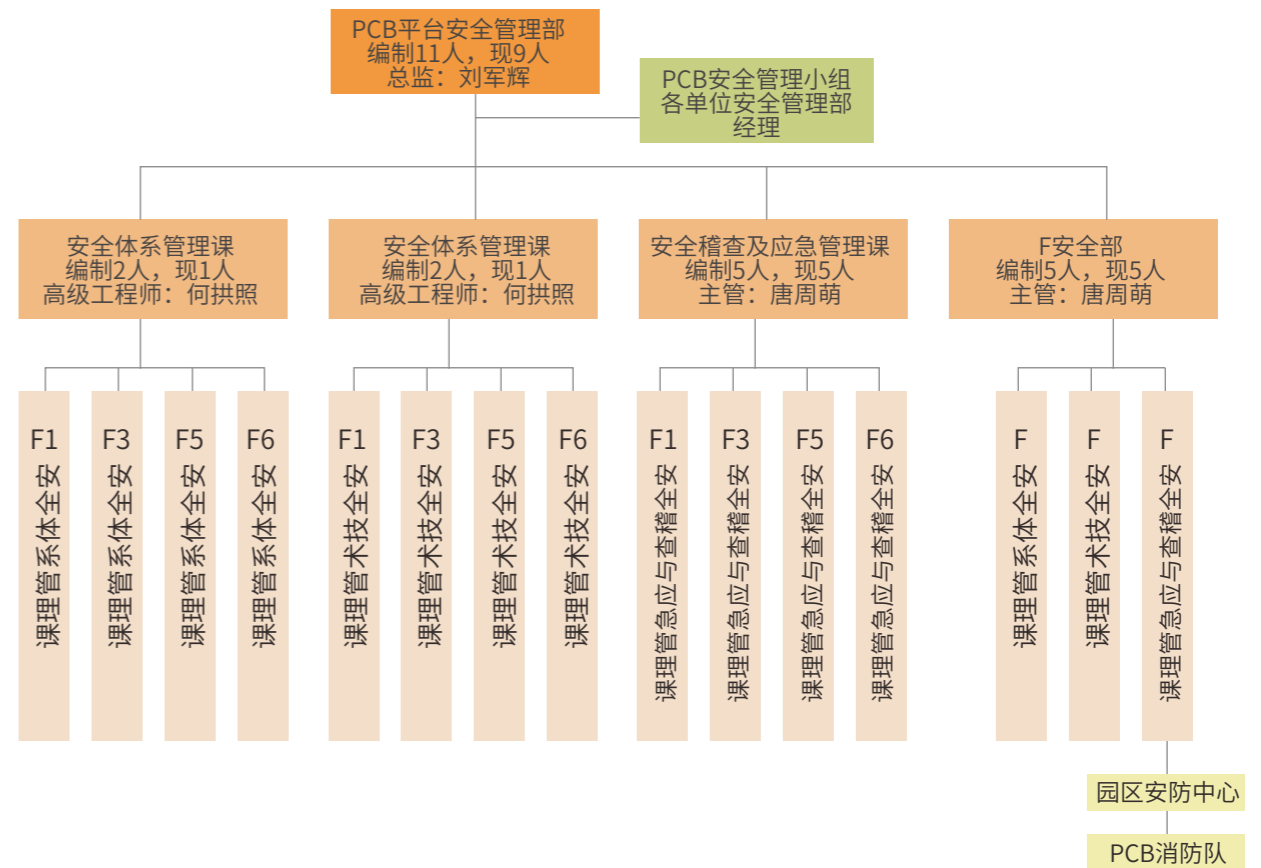 PCB平台安全管理部
编制11人，现9人
总监：刘军辉
PCB安全管理小组
各单位安全管理部
经理
安全体系管理课
编制2人，现1人
高级工程师：何拱照
安全体系管理课
编制2人，现1人
高级工程师：何拱照
安全稽查及应急管理课
编制5人，现5人
主管：唐周萌
F安全部
编制5人，现5人
主管：唐周萌
F1
安全体系管理课
F3
安全体系管理课
F5
安全体系管理课
F6
安全体系管理课
F1
安全技术管理课
F3
安全技术管理课
F5
安全技术管理课
F6
安全技术管理课
F1
安全稽查与应急管理课
F3
安全稽查与应急管理课
F5
安全稽查与应急管理课
F6
安全稽查与应急管理课
F
安全体系管理课
F
安全技术管理课
F
安全稽查与应急管理课
园区安防中心
PCB消防队